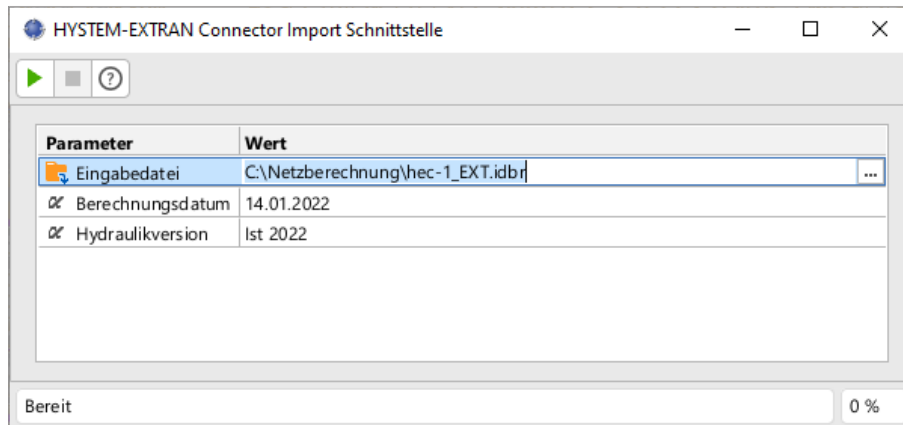 HYSTEM-EXTRAN Connector Import Schnittstelle
Parameter Wert
Eingabedatei C:\Netzberechnung\hec-1_EXT.idbr ...
α Berechnungsdatum 14.01.2022
α Hydraulikversion Ist 2022
Bereit 0 %